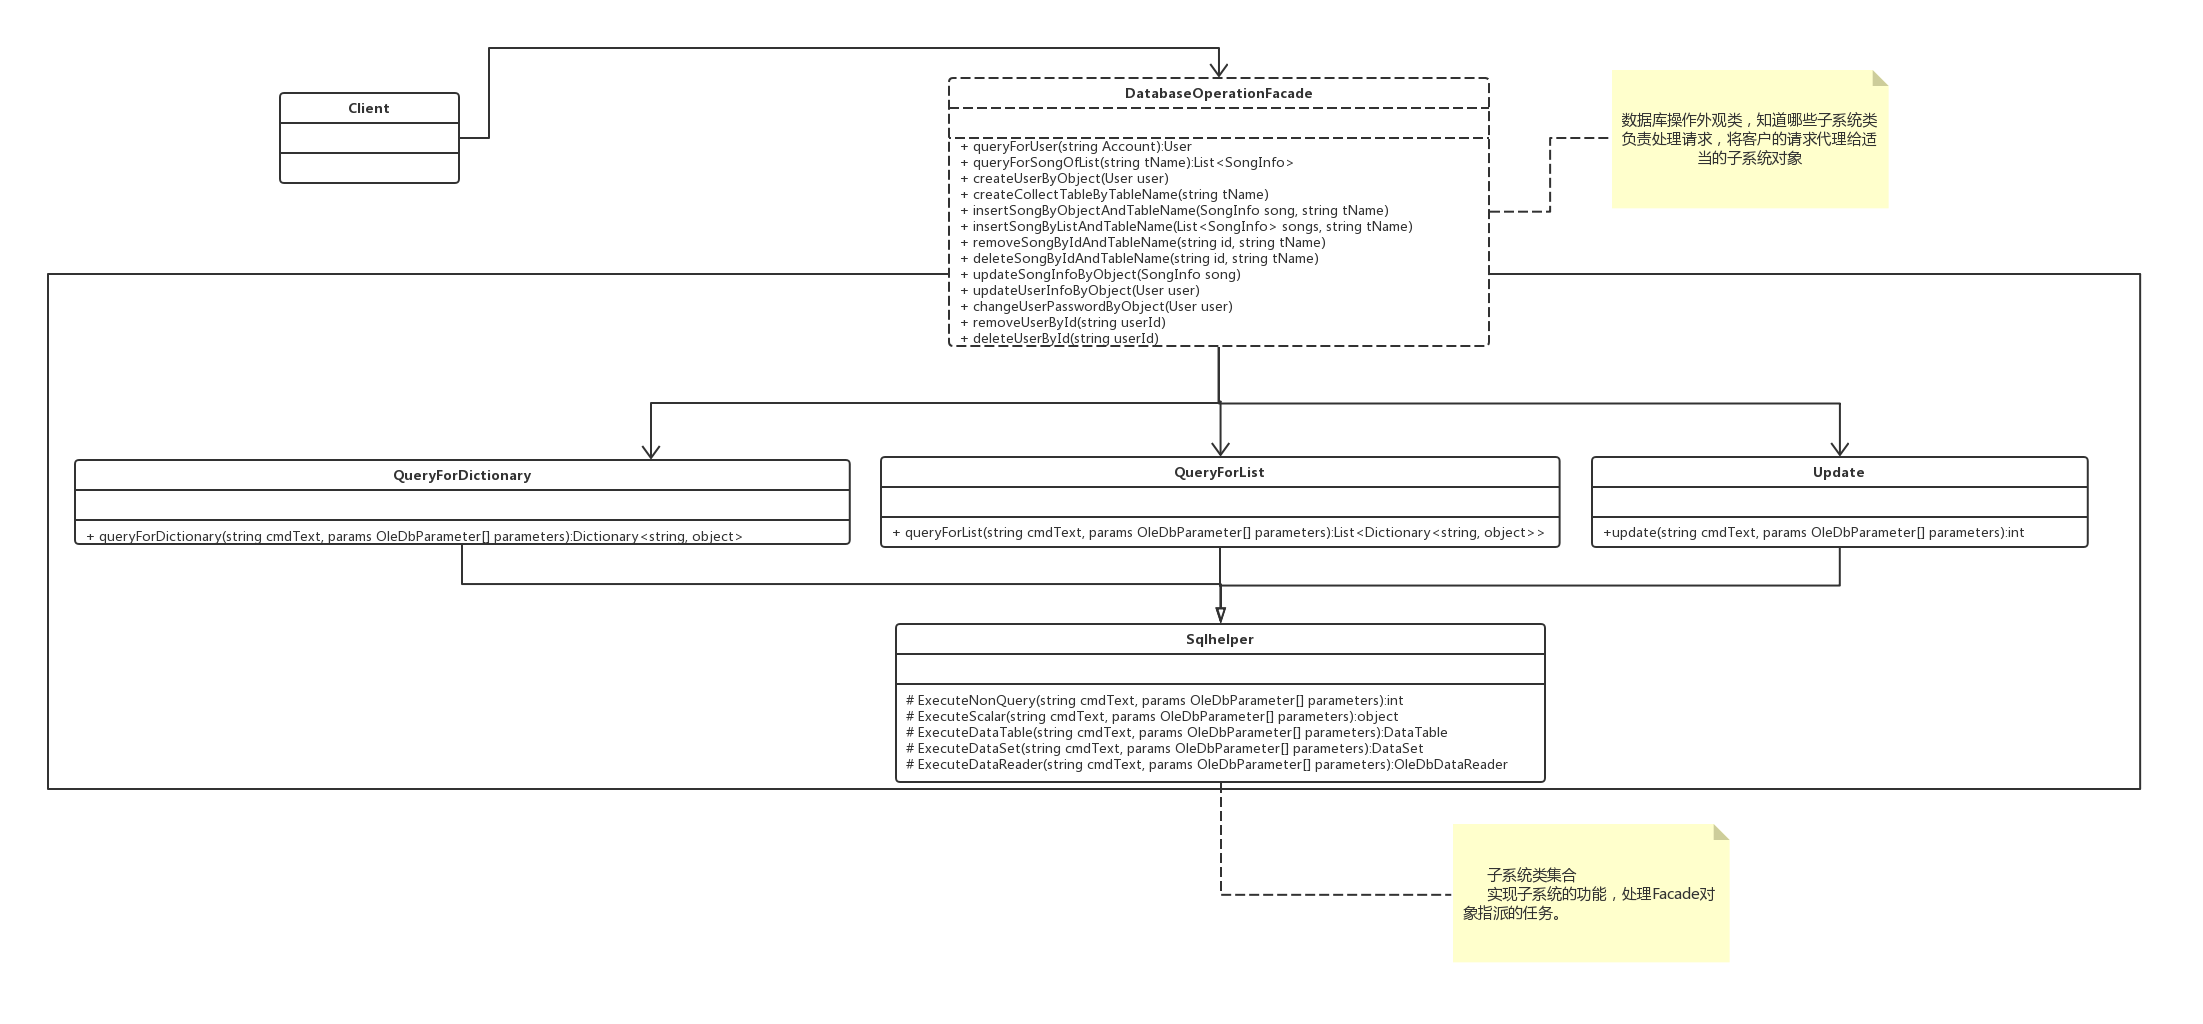 Client
DatabaseOperationFacade
+ queryForUser(string Account):User
+ queryForSongOfList(string tName):List<SongInfo>
+ createUserByObject(User user)
+ createCollectTableByTableName(string tName)
+ insertSongByObjectAndTableName(SongInfo song, string tName)
+ insertSongByListAndTableName(List<SongInfo> songs, string tName)
+ removeSongByIdAndTableName(string id, string tName)
+ deleteSongByIdAndTableName(string id, string tName)
+ updateSongInfoByObject(SongInfo song)
+ updateUserInfoByObject(User user)
+ changeUserPasswordByObject(User user)
+ removeUserById(string userId)
+ deleteUserById(string userId)
数据库操作外观类，知道哪些子系统类
负责处理请求，将客户的请求代理给适
当的子系统对象
QueryForDictionary
+ queryForDictionary(string cmdText, params OleDbParameter[] parameters):Dictionary<string, object>
QueryForList
+ queryForList(string cmdText, params OleDbParameter[] parameters):List<Dictionary<string, object>>
Update
+update(string cmdText, params OleDbParameter[] parameters):int
Sqlhelper
# ExecuteNonQuery(string cmdText, params OleDbParameter[] parameters):int
# ExecuteScalar(string cmdText, params OleDbParameter[] parameters):object
# ExecuteDataTable(string cmdText, params OleDbParameter[] parameters):DataTable
# ExecuteDataSet(string cmdText, params OleDbParameter[] parameters):DataSet
# ExecuteDataReader(string cmdText, params OleDbParameter[] parameters):OleDbDataReader
子系统类集合
实现子系统的功能，处理Facade对
象指派的任务。